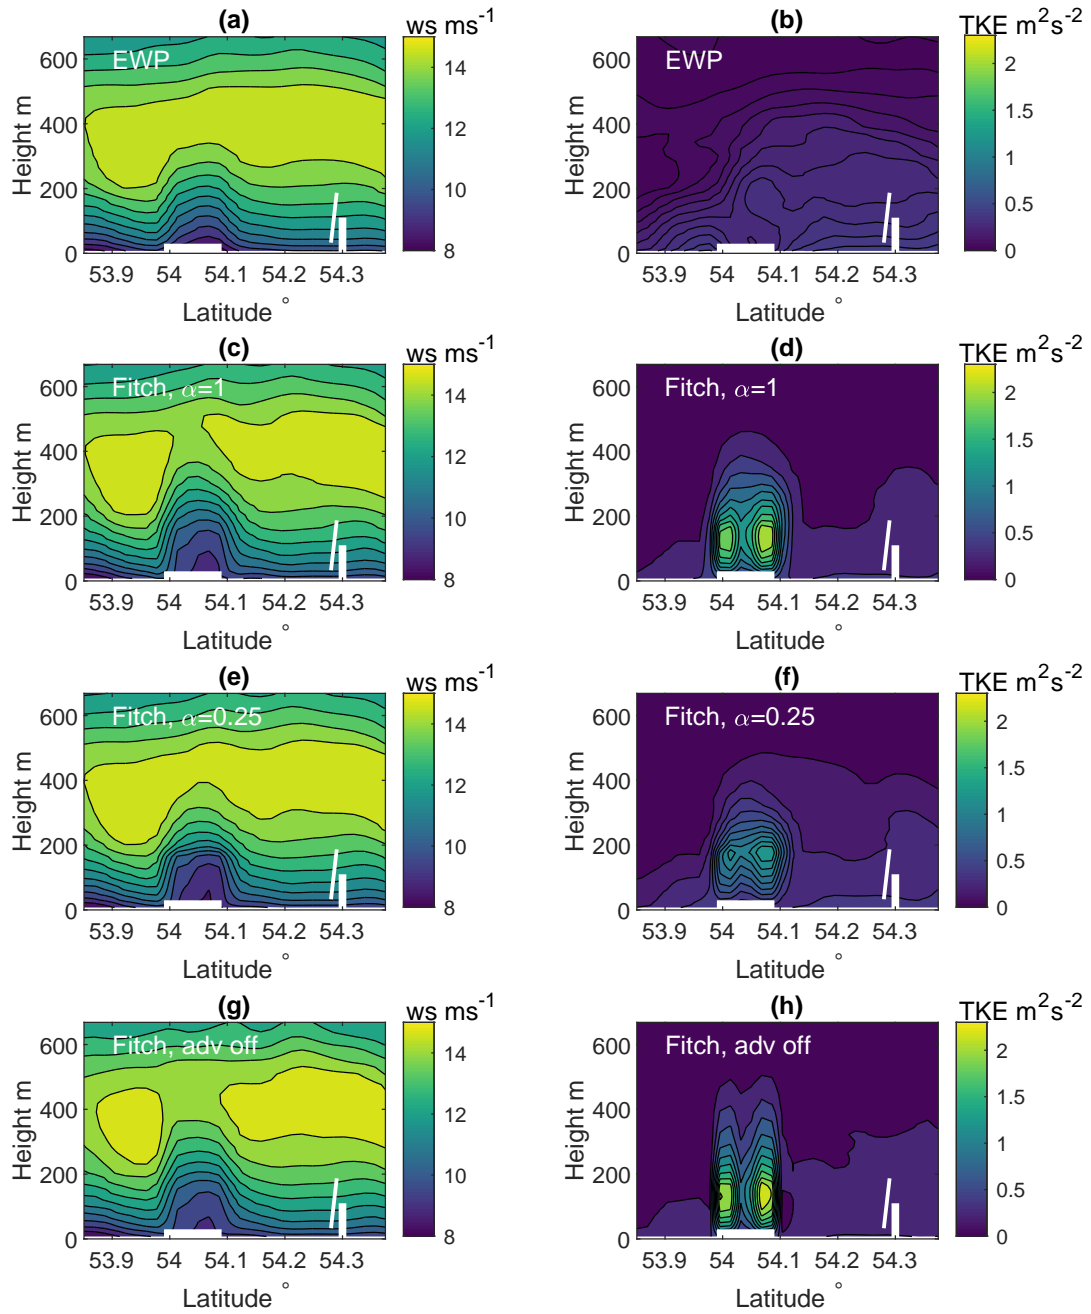 (a)
ws ms-1
EWP
600
400
200
0
Height m
53.9 54 54.1 54.2 54.3
Latitude °
14
12
10
8
(b)
TKE m2s-2
EWP
600
400
200
0
Height m
53.9 54 54.1 54.2 54.3
Latitude °
2
1.5
1
0.5
0
(c)
ws ms-1
Fitch, α=1
600
400
200
0
Height m
53.9 54 54.1 54.2 54.3
Latitude °
14
12
10
8
(d)
TKE m2s-2
Fitch, α=1
600
400
200
0
Height m
53.9 54 54.1 54.2 54.3
Latitude °
2
1.5
1
0.5
0
(e)
ws ms-1
Fitch, α=0.25
600
400
200
0
Height m
53.9 54 54.1 54.2 54.3
Latitude °
14
12
10
8
(f)
TKE m2s-2
Fitch, α=0.25
600
400
200
0
Height m
53.9 54 54.1 54.2 54.3
Latitude °
2
1.5
1
0.5
0
(g)
ws ms-1
Fitch, adv off
600
400
200
0
Height m
53.9 54 54.1 54.2 54.3
Latitude °
14
12
10
8
(h)
TKE m2s-2
Fitch, adv off
600
400
200
0
Height m
53.9 54 54.1 54.2 54.3
Latitude °
2
1.5
1
0.5
0